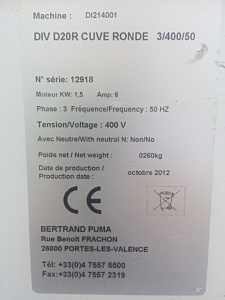 Machine : DI214001
DIV D20R CUVE RONDE 3/400/50
N° série: 12918
Moteur KW: 1,5 Amp: 6
Phase : 3 Fréquence/Frequency : 50 HZ
Tension/Voltage : 400 V
Avec Neutre/With neutral N: Non/No
Poids net / Net weight : 0260kg
Date de production / octobre 2012
Production date :
CE
BERTRAND PUMA
Rue Benoit FRACHON
26800 PORTES-LES-VALENCE
Tél: +33(0)4 7557 5500
Fax:+33(0)4 7557 2319